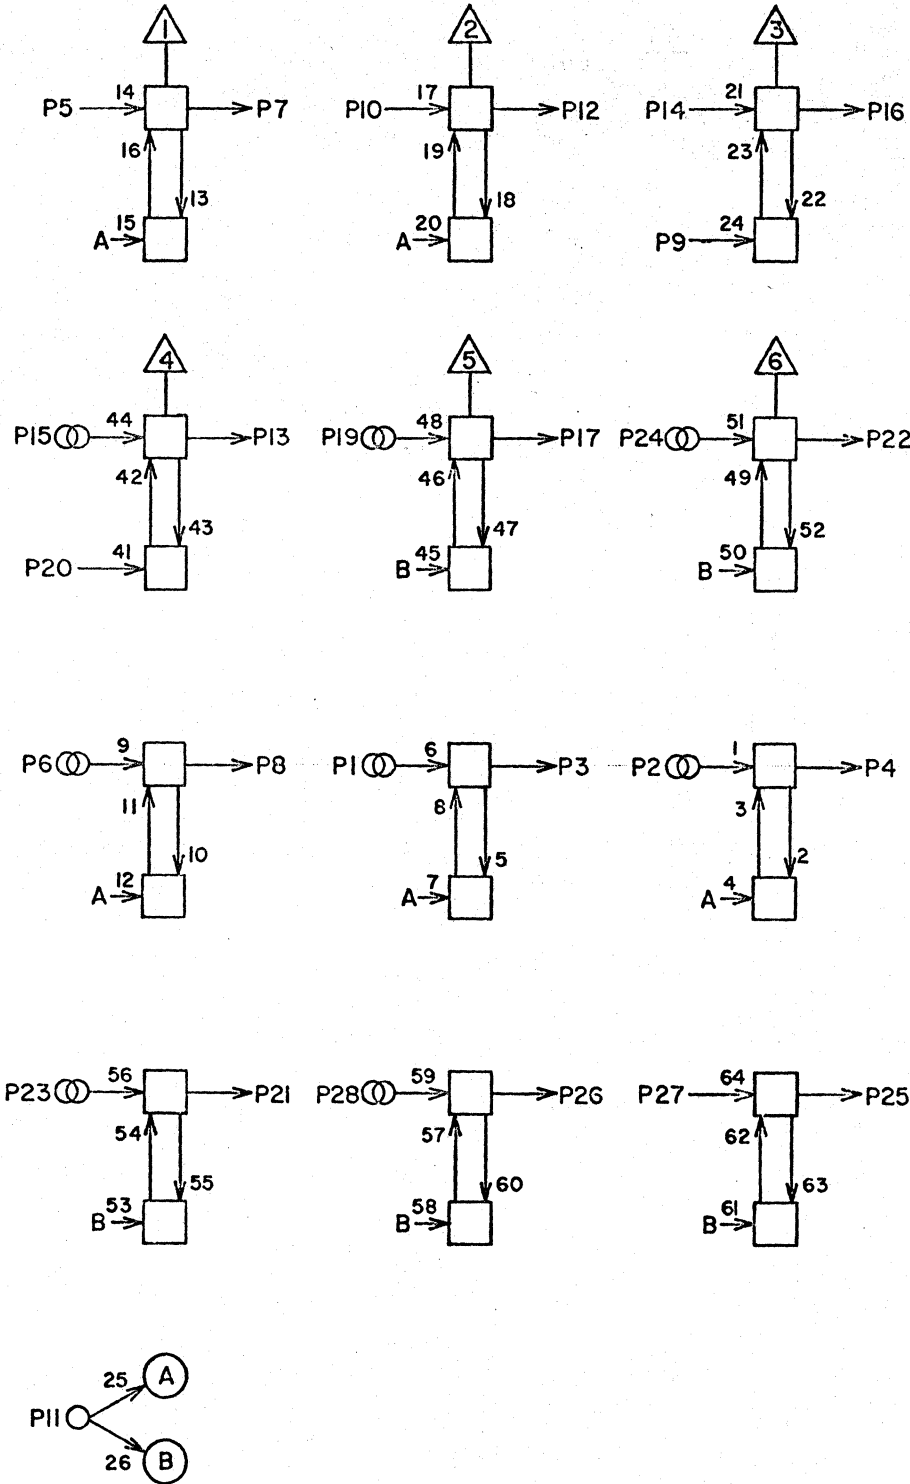 1 2 3
14 17 21
P5 P7 P10 P12 P14 P16
16 19 23
13 18 22
15 20 24
A A P9
4 5 6
44 48 51
P15 P13 P19 P17 P24 P22
42 46 49
43 47 52
41 45 50
P20 B B
9 6 1
P6 P8 P1 P3 P2 P4
11 8 3
10 5 2
12 7 4
A A A
56 59 64
P23 P21 P28 P26 P27 P25
54 57 62
55 60 63
53 58 61
B B B
25 A
P11
26 B